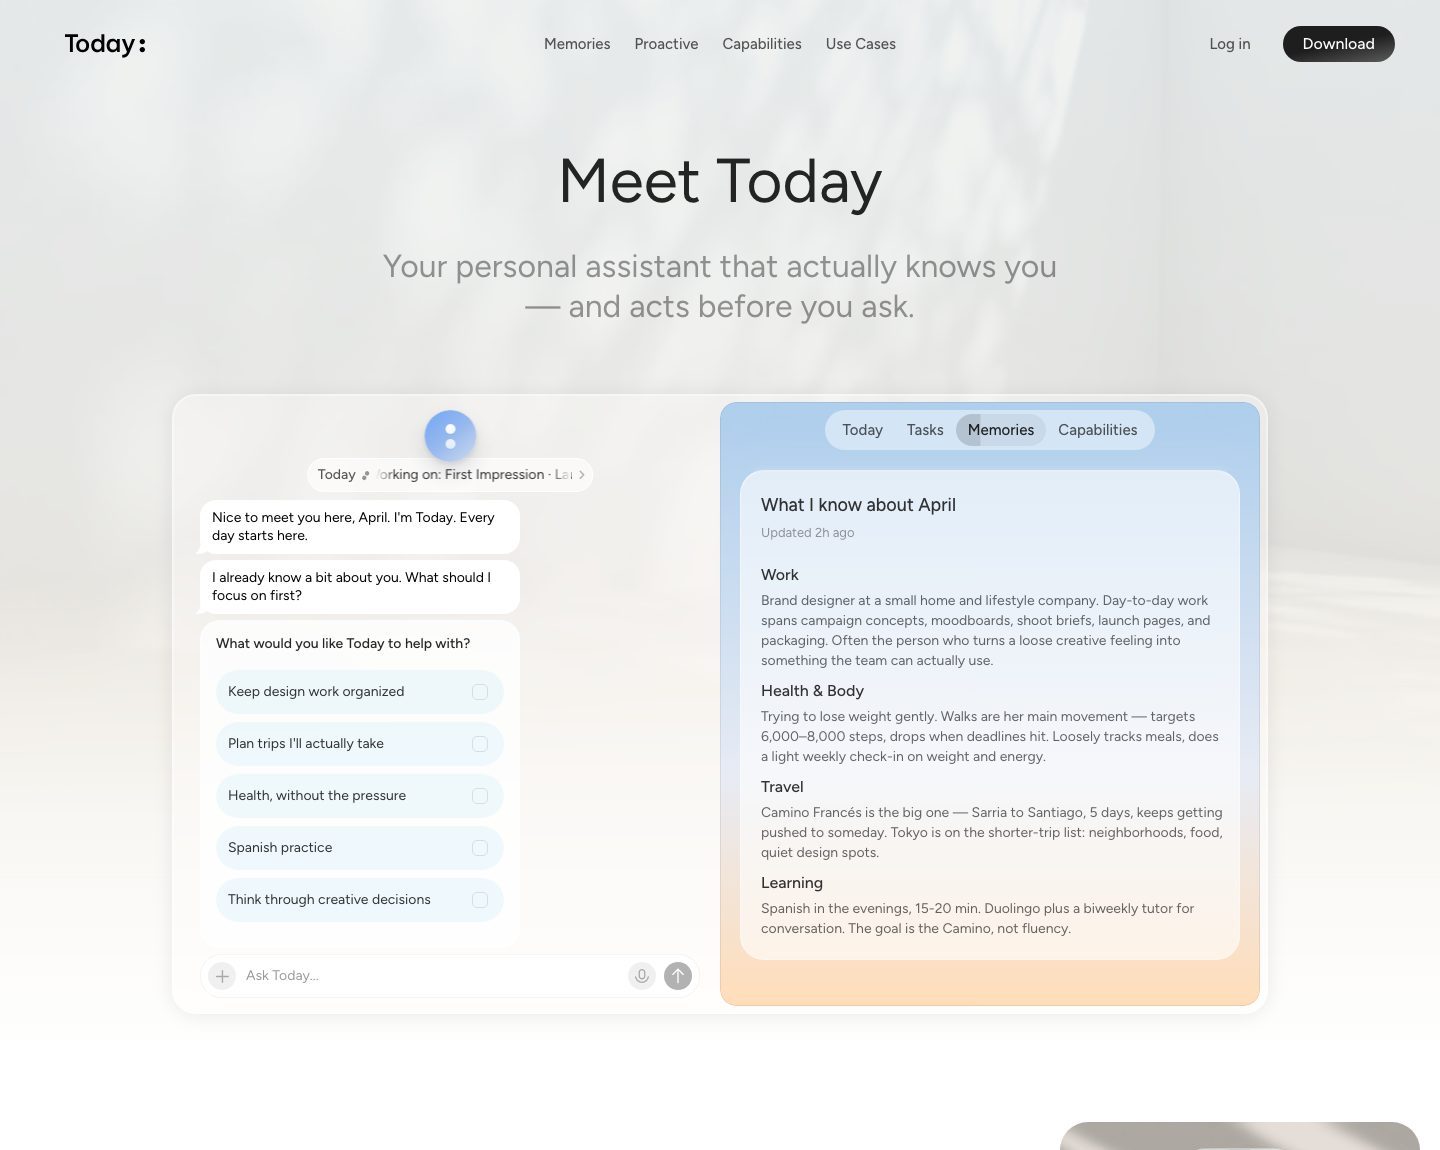 Today:
Memories
Proactive
Capabilities
Use Cases
Log in
Download
Meet Today
Your personal assistant that actually knows you
— and acts before you ask.
Today
orking on: First Impression · La
Nice to meet you here, April. I'm Today. Every
day starts here.
I already know a bit about you. What should I
focus on first?
What would you like Today to help with?
Keep design work organized
Plan trips I'll actually take
Health, without the pressure
Spanish practice
Think through creative decisions
Ask Today...
Today
Tasks
Memories
Capabilities
What I know about April
Updated 2h ago
Work
Brand designer at a small home and lifestyle company. Day-to-day work
spans campaign concepts, moodboards, shoot briefs, launch pages, and
packaging. Often the person who turns a loose creative feeling into
something the team can actually use.
Health & Body
Trying to lose weight gently. Walks are her main movement — targets
6,000–8,000 steps, drops when deadlines hit. Loosely tracks meals, does
a light weekly check-in on weight and energy.
Travel
Camino Francés is the big one — Sarria to Santiago, 5 days, keeps getting
pushed to someday. Tokyo is on the shorter-trip list: neighborhoods, food,
quiet design spots.
Learning
Spanish in the evenings, 15-20 min. Duolingo plus a biweekly tutor for
conversation. The goal is the Camino, not fluency.